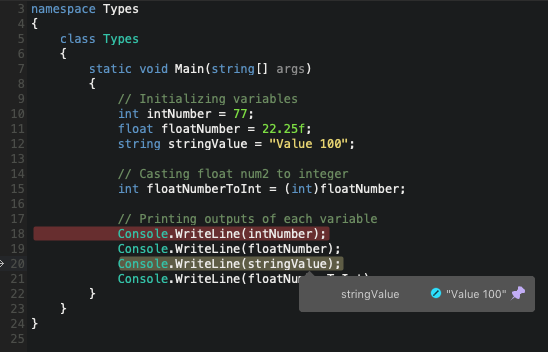 3 namespace Types
4 {
5 class Types
6 {
7 static void Main(string[] args)
8 {
9 // Initializing variables
10 int intNumber = 77;
11 float floatNumber = 22.25f;
12 string stringValue = "Value 100";
13
14 // Casting float num2 to integer
15 int floatNumberToInt = (int)floatNumber;
16
17 // Printing outputs of each variable
18 Console.WriteLine(intNumber);
19 Console.WriteLine(floatNumber);
20 Console.WriteLine(stringValue);
21 Console.WriteLine(
22 }
stringValue "Value 100"
23 }
24 }
25